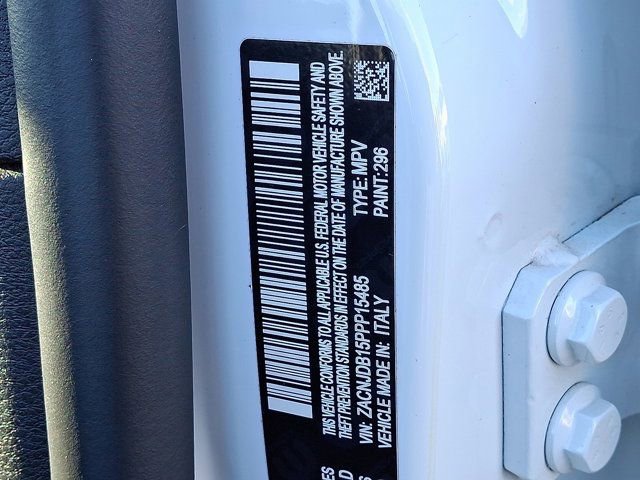 THIS VEHICLE CONFORMS TO ALL APPLICABLE U.S. FEDERAL MOTOR VEHICLE SAFETY AND
THEFT PREVENTION STANDARDS IN EFFECT ON THE DATE OF MANUFACTURE SHOWN ABOVE.
VIN: ZACNJDB15PPP15485 TYPE: MPV
VEHICLE MADE IN: ITALY PAINT: 296